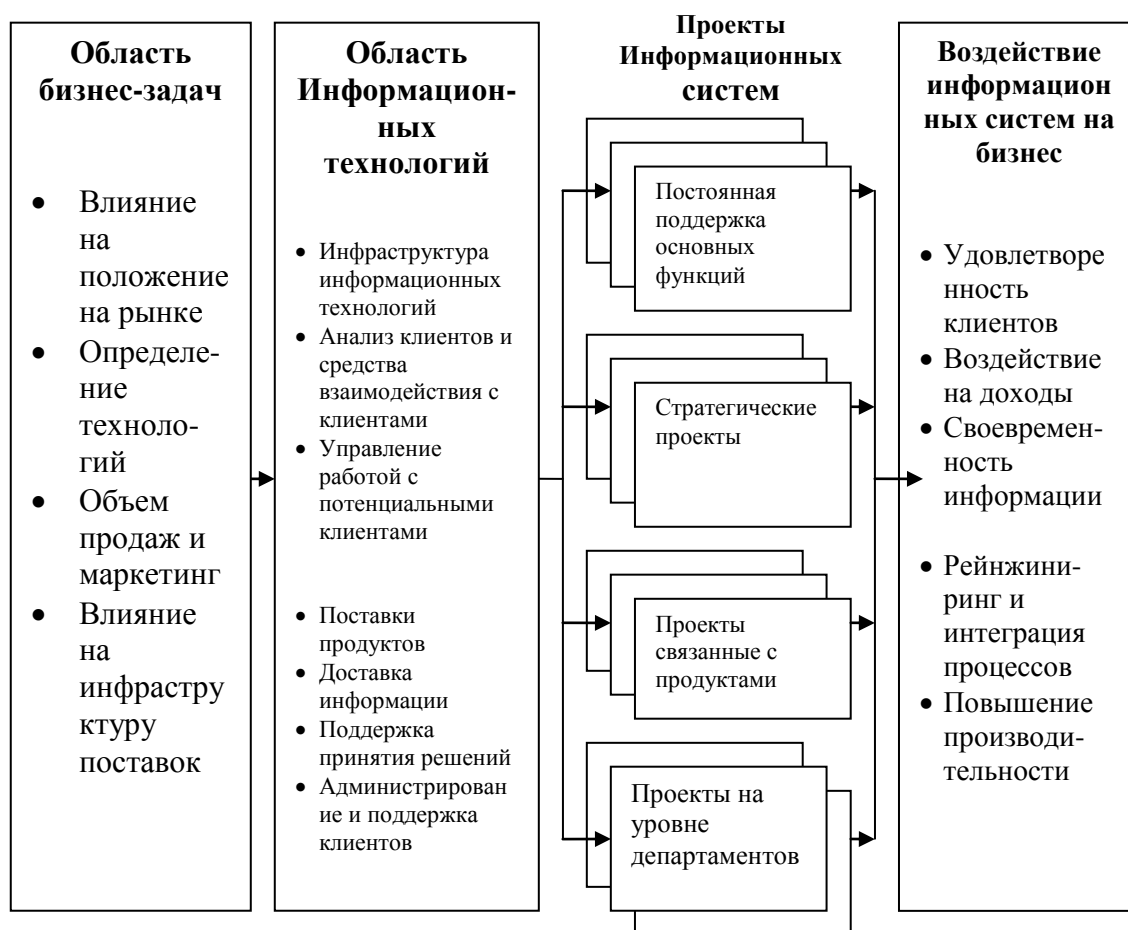 Область
бизнес-задач
Влияние
на
положение
на рынке
Определе-
ние
техноло-
гий
Объем
продаж и
маркетинг
Влияние
на
инфрастру
ктуру
поставок
Область
Информацион-
ных
технологий
Инфраструктура
информационных
технологий
Анализ клиентов и
средства
взаимодействия с
клиентами
Управление
работой с
потенциальными
клиентами
Поставки
продуктов
Доставка
информации
Поддержка
принятия решений
Администрирован
ие и поддержка
клиентов
Проекты
Информационных
систем
Постоянная
поддержка
основных
функций
Стратегические
проекты
Проекты
связанные с
продуктами
Проекты на
уровне
департаментов
Воздействие
информацион
ных систем на
бизнес
Удовлетворе
нность
клиентов
Воздействие
на доходы
Своевремен-
ность
информации
Рейнжини-
ринг и
интеграция
процессов
Повышение
производи-
тельности